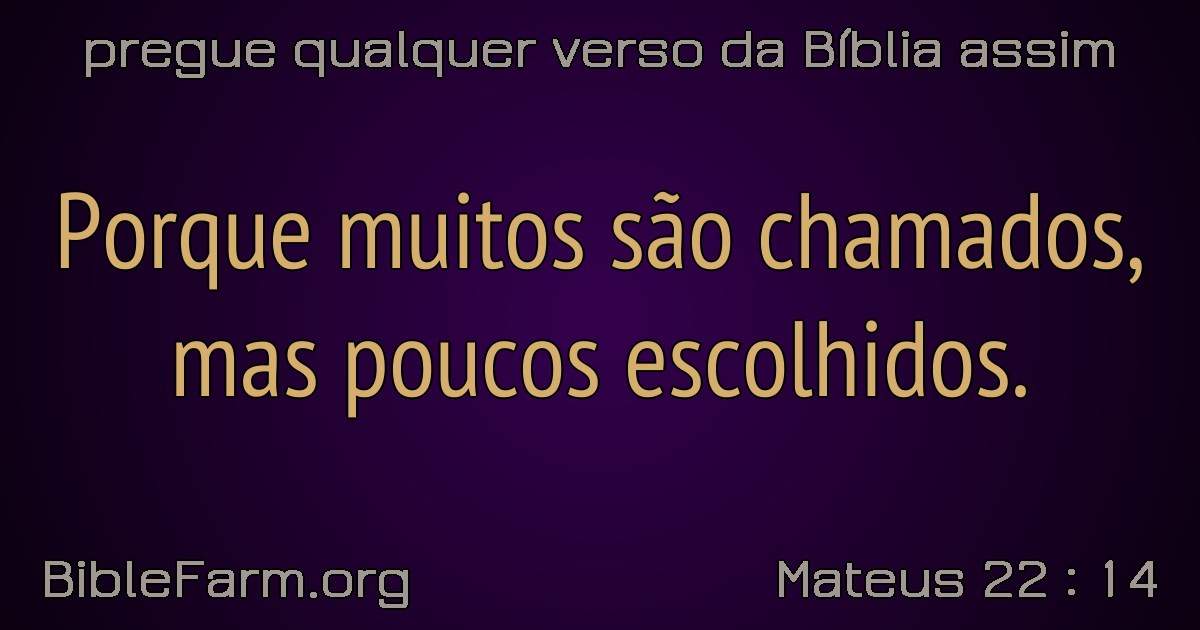 pregue qualquer verso da Bíblia assim
Porque muitos são chamados,
mas poucos escolhidos.
BibleFarm.org
Mateus 22 : 14